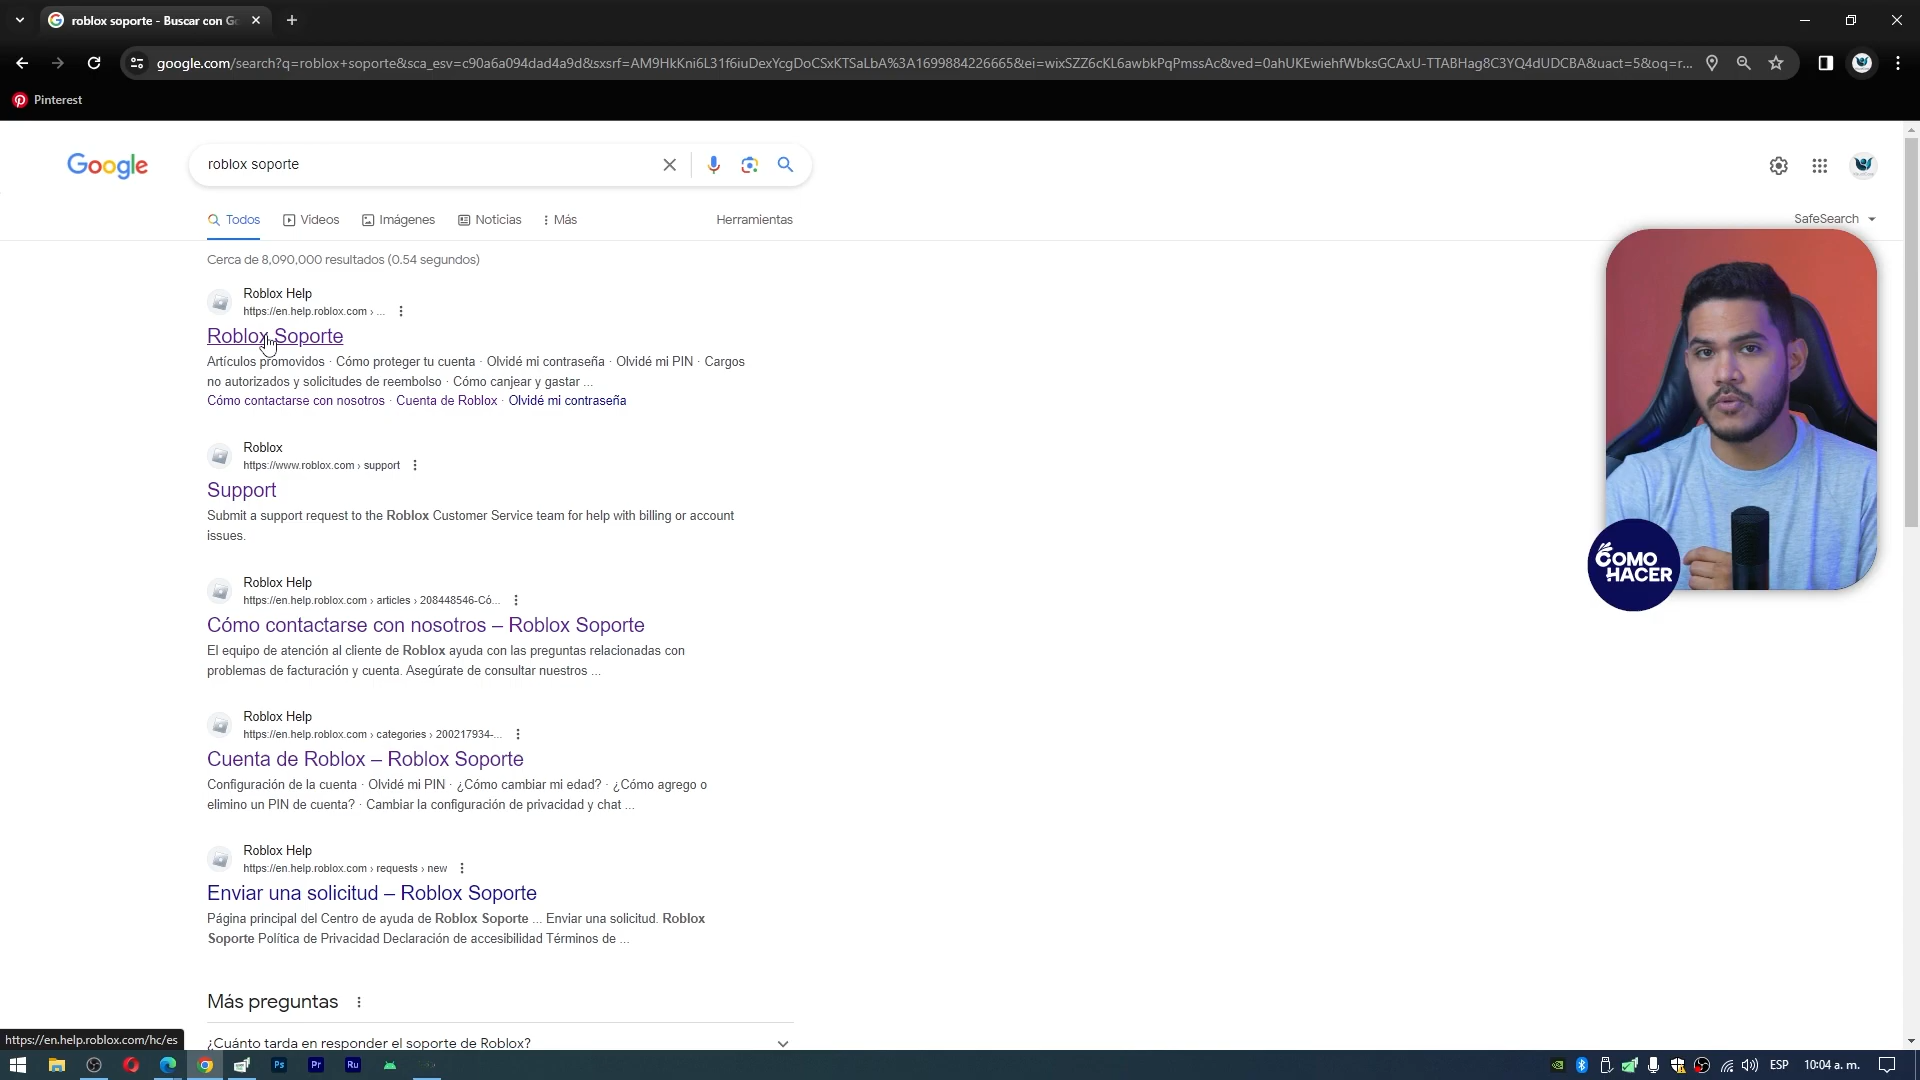 roblox soporte - Buscar con G
google.com/search?q=roblox+soporte&sca_esv=c90a6a094dad4a9d&sxsrf=AM9HkKni6L31f6iuDexYcgDoCSxKTSaLbA%3A1699884226665&ei=wixSZZ6cKL6awbkPqPmssAc&ved=0ahUKEwiehfWbksGCAxU-TTABHag8C3YQ4dUDCBA&uact=5&oq=r...
Pinterest
Google
roblox soporte
Todos Videos Imágenes Noticias Más Herramientas
SafeSearch
Cerca de 8,090,000 resultados (0.54 segundos)
Roblox Help
https://en.help.roblox.com › ...
Roblox Soporte
Artículos promovidos · Cómo proteger tu cuenta · Olvidé mi contraseña · Olvidé mi PIN · Cargos
no autorizados y solicitudes de reembolso · Cómo canjear y gastar ...
Cómo contactarse con nosotros · Cuenta de Roblox · Olvidé mi contraseña
Roblox
https://www.roblox.com › support
Support
Submit a support request to the Roblox Customer Service team for help with billing or account
issues.
COMO
HACER
Roblox Help
https://en.help.roblox.com › articles › 208448546-Có...
Cómo contactarse con nosotros – Roblox Soporte
El equipo de atención al cliente de Roblox ayuda con las preguntas relacionadas con
problemas de facturación y cuenta. Asegúrate de consultar nuestros ...
Roblox Help
https://en.help.roblox.com › categories › 200217934-...
Cuenta de Roblox – Roblox Soporte
Configuración de la cuenta · Olvidé mi PIN · ¿Cómo cambiar mi edad? · ¿Cómo agrego o
elimino un PIN de cuenta? · Cambiar la configuración de privacidad y chat ...
Roblox Help
https://en.help.roblox.com › requests › new
Enviar una solicitud – Roblox Soporte
Página principal del Centro de ayuda de Roblox Soporte ... Enviar una solicitud. Roblox
Soporte Política de Privacidad Declaración de accesibilidad Términos de ...
Más preguntas
¿Cuánto tarda en responder el soporte de Roblox?
https://en.help.roblox.com/hc/es
Ps Pr Ru
ESP 10:04 a. m.